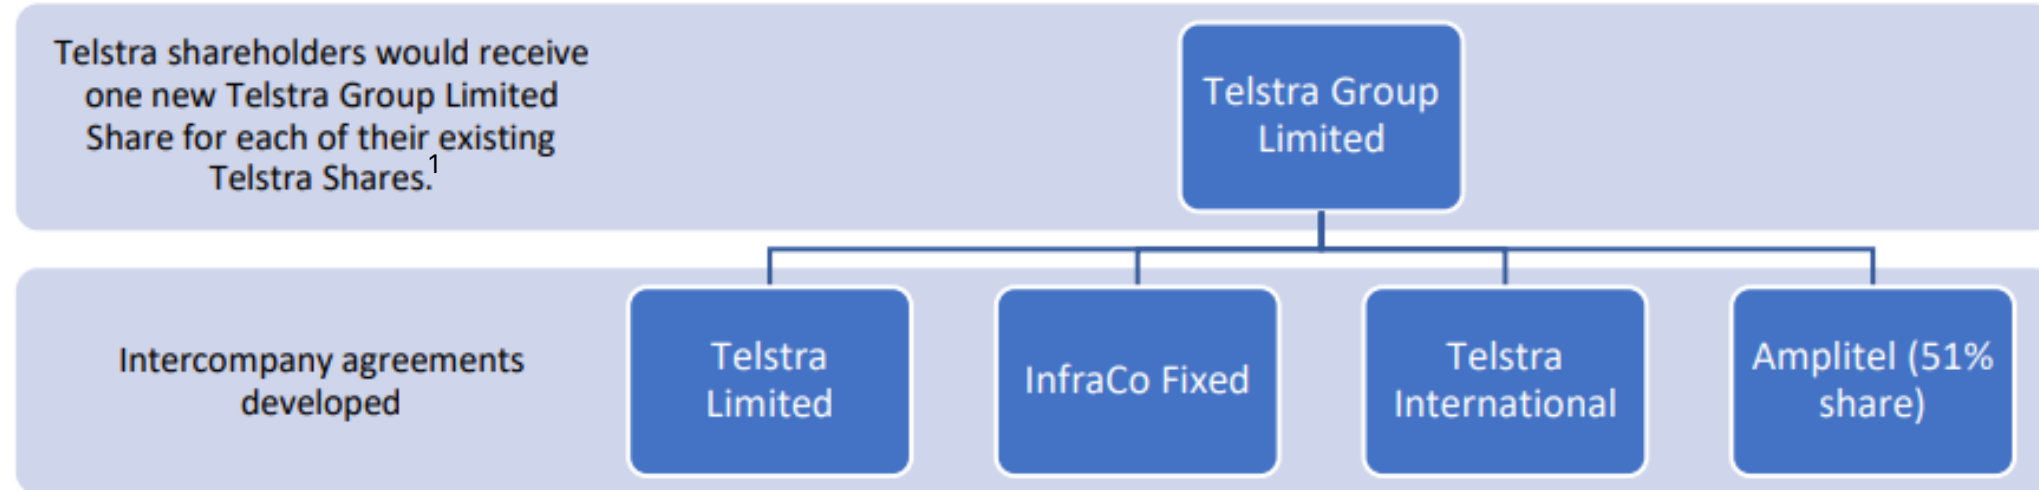 Telstra shareholders would receive
one new Telstra Group Limited
Share for each of their existing
Telstra Shares.1
Telstra Group
Limited
Intercompany agreements
developed
Telstra
Limited
InfraCo Fixed
Telstra
International
Amplitel (51%
share)